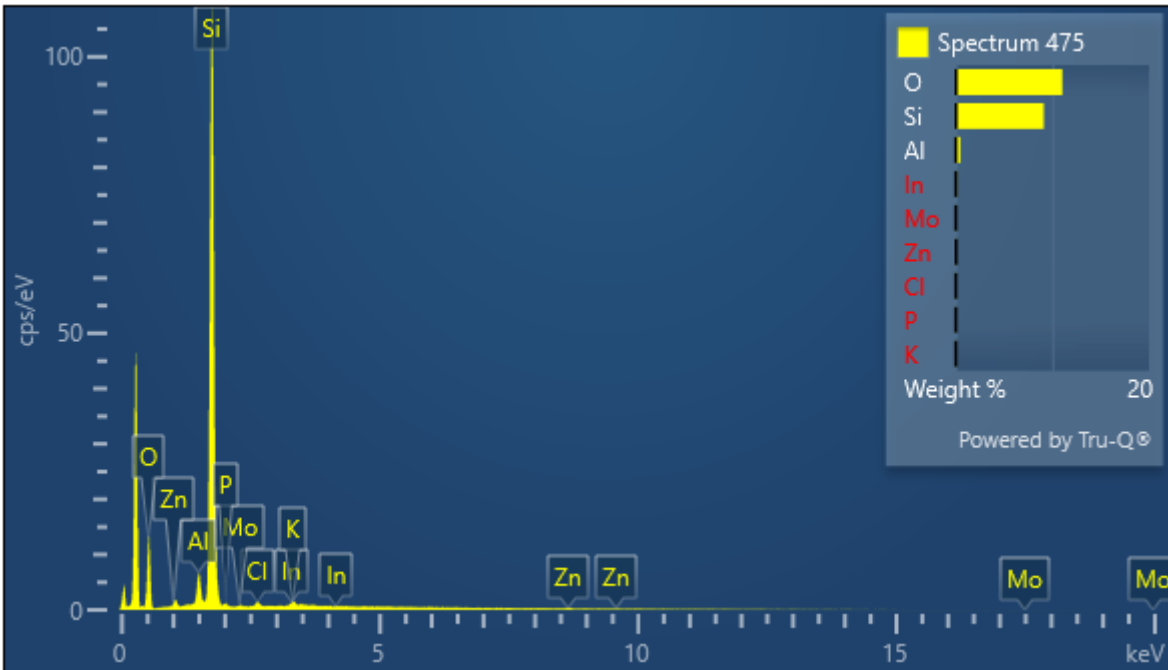 100
50
0
cps/eV
Si
O
Zn
P
Al
Mo
K
Cl
In
In
Zn
Zn
Mo
Mo
0
5
10
15
keV
Spectrum 475
O
Si
Al
In
Mo
Zn
Cl
P
K
Weight %
20
Powered by Tru-Q®